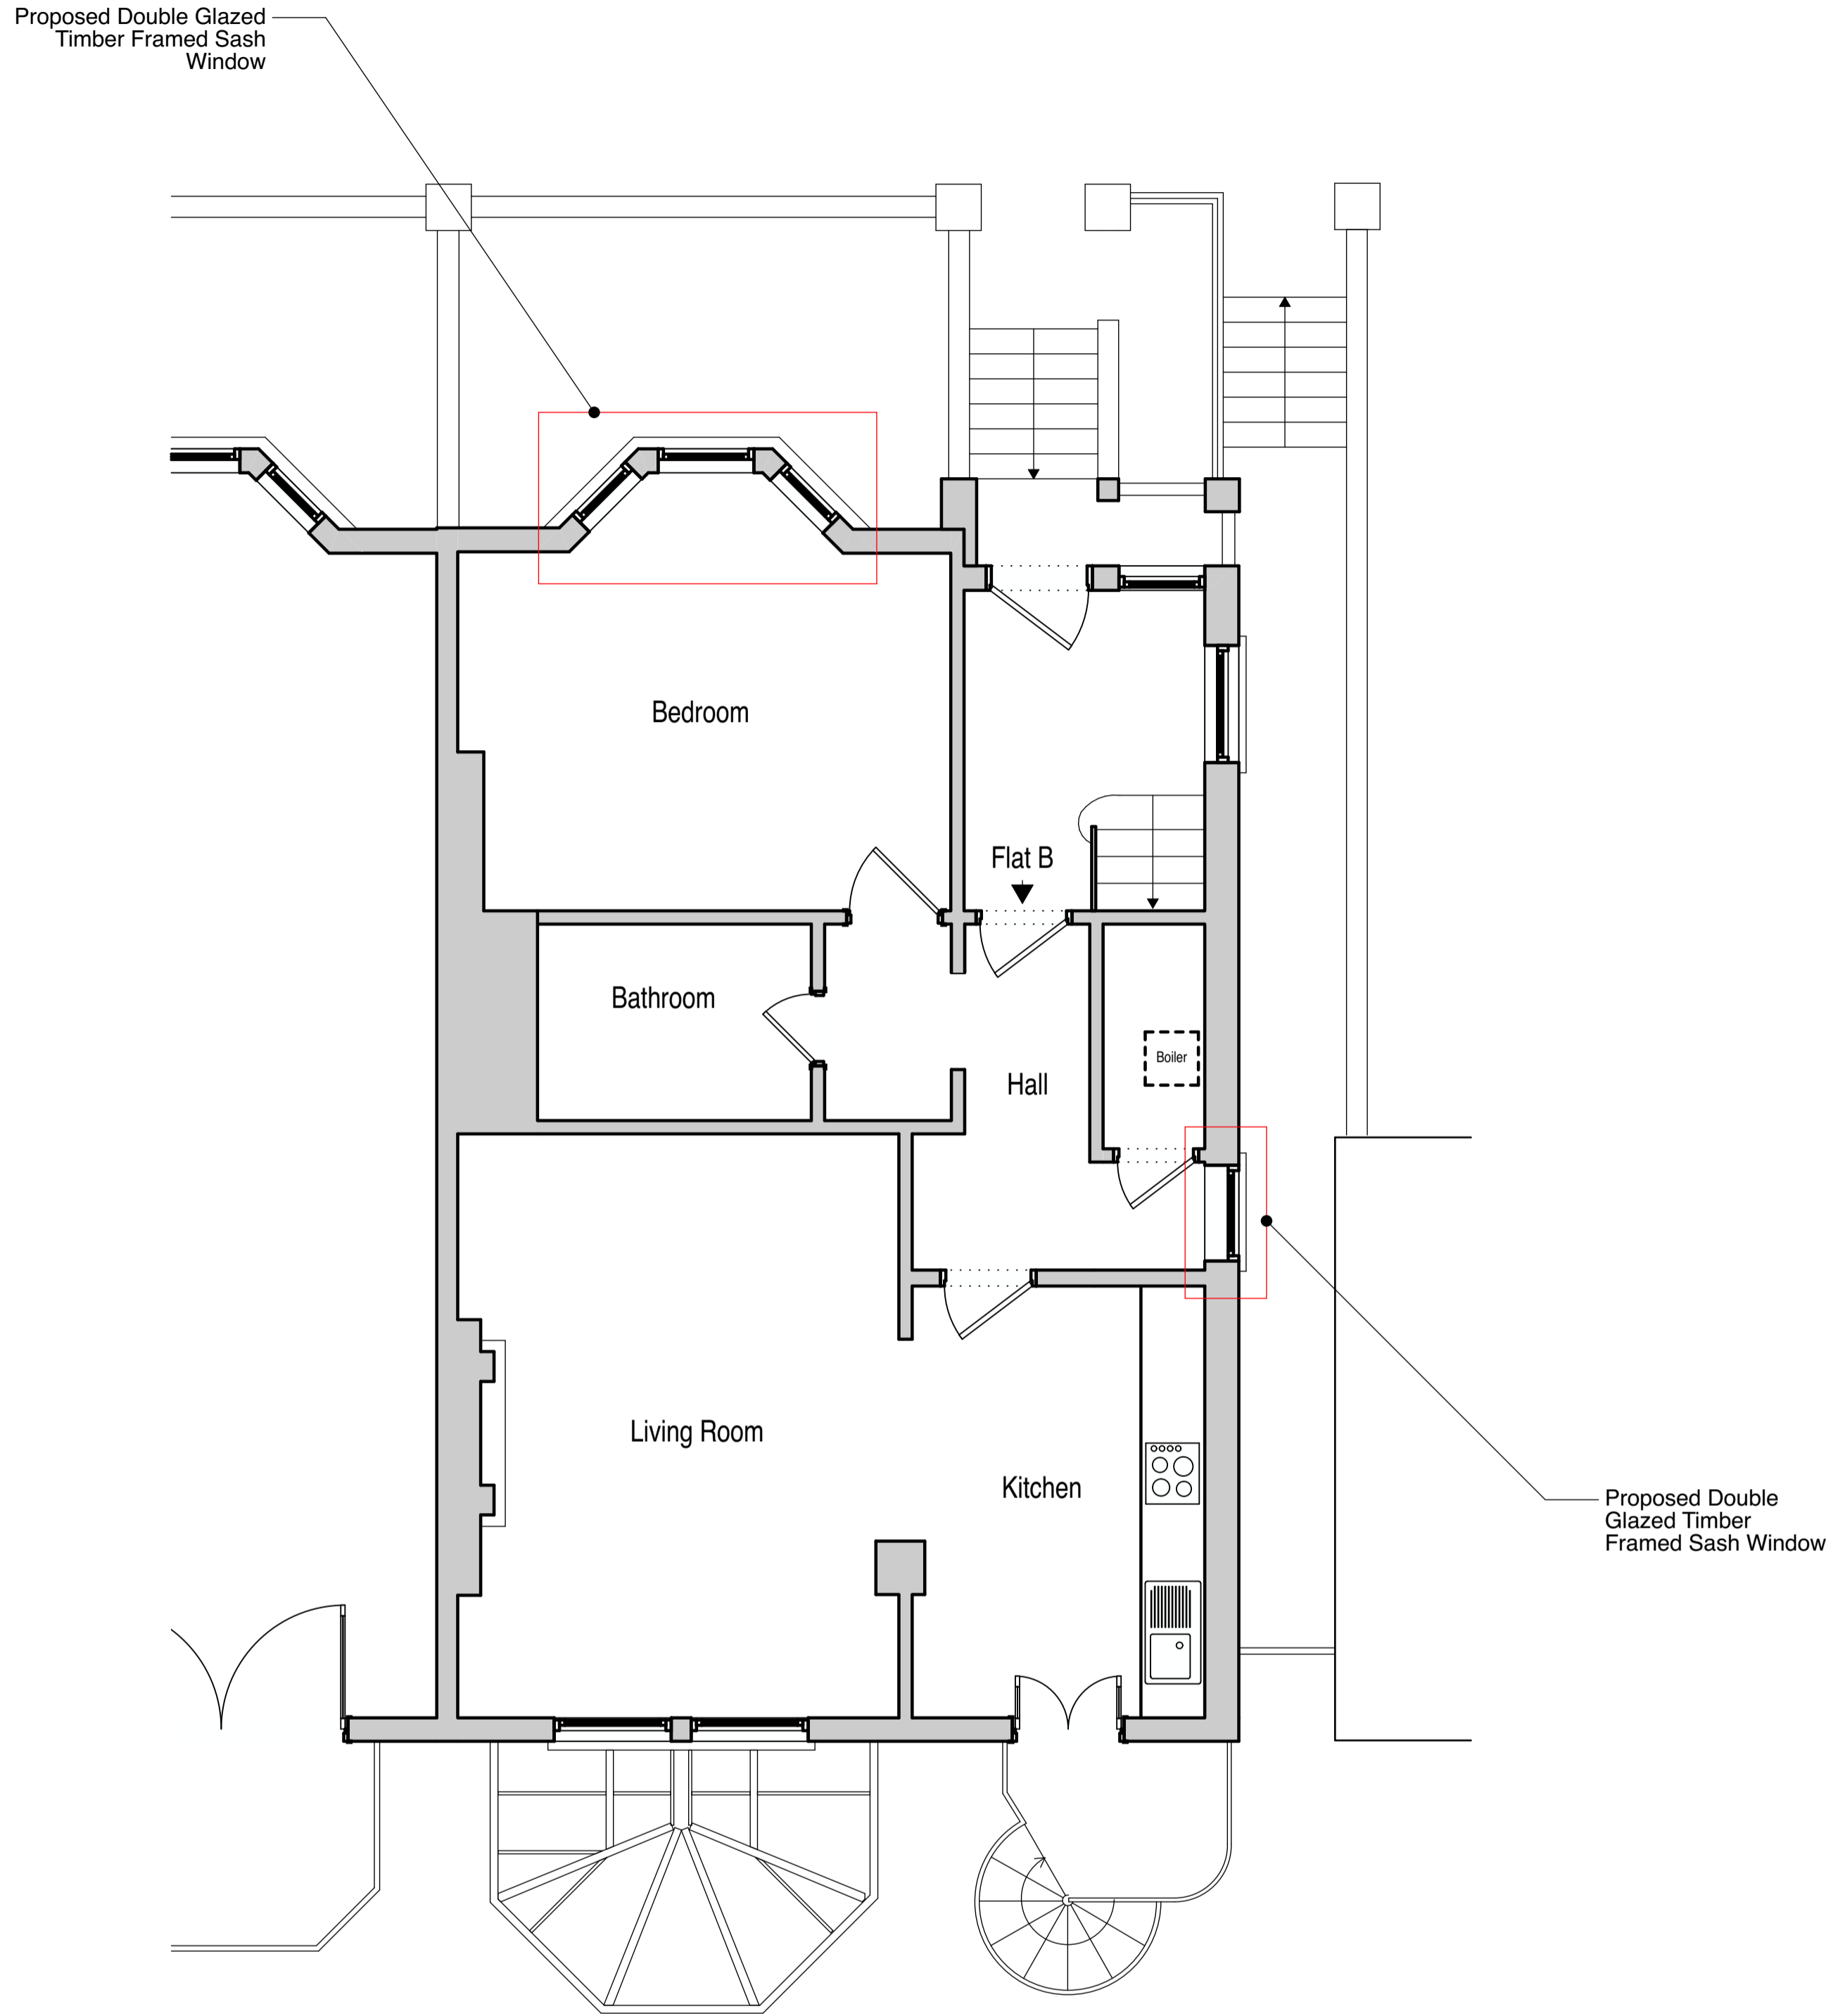 Proposed Double Glazed
Timber Framed Sash
Window
Bedroom
Flat B
Bathroom
Boiler
Hall
Living Room
Kitchen
Proposed Double
Glazed Timber
Framed Sash Window